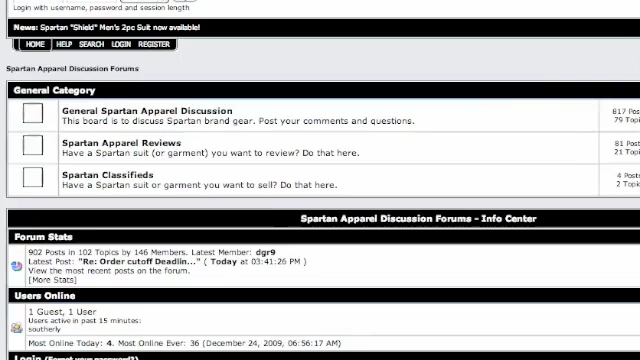 Login with username, password and session length
News: Spartan "Shield" Men's 2pc Suit now available!
HOME HELP SEARCH LOGIN REGISTER
Spartan Apparel Discussion Forums
General Category
General Spartan Apparel Discussion
This board is to discuss Spartan brand gear. Post your comments and questions.
817 Pos
79 Topi
Spartan Apparel Reviews
Have a Spartan suit (or garment) you want to review? Do that here.
81 Pos
21 Topi
Spartan Classifieds
Have a Spartan suit or garment you want to sell? Do that here.
4 Posts
2 Topic
Spartan Apparel Discussion Forums - Info Center
Forum Stats
902 Posts in 102 Topics by 146 Members. Latest Member: dgr9
Latest Post: "Re: Order cutoff Deadlin..." ( Today at 03:41:26 PM )
View the most recent posts on the forum.
[More Stats]
Users Online
1 Guest, 1 User
Users active in past 15 minutes:
southerly
Most Online Today: 4. Most Online Ever: 36 (December 24, 2009, 06:56:17 AM)
Login (Forgot your password?)